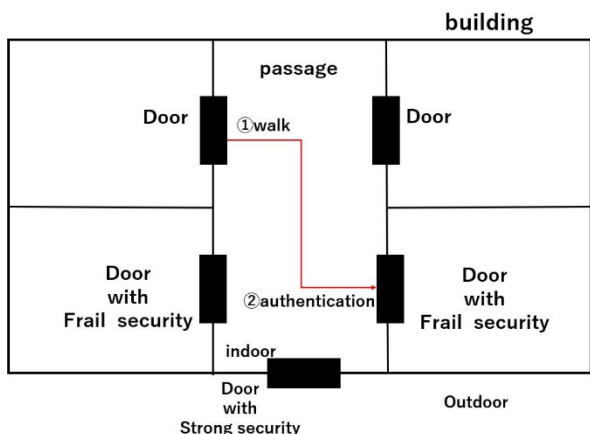 building
passage
Door
①walk
Door
Door
with
Frail security
②authentication
Door
with
Frail security
indoor
Door
with
Strong security
Outdoor